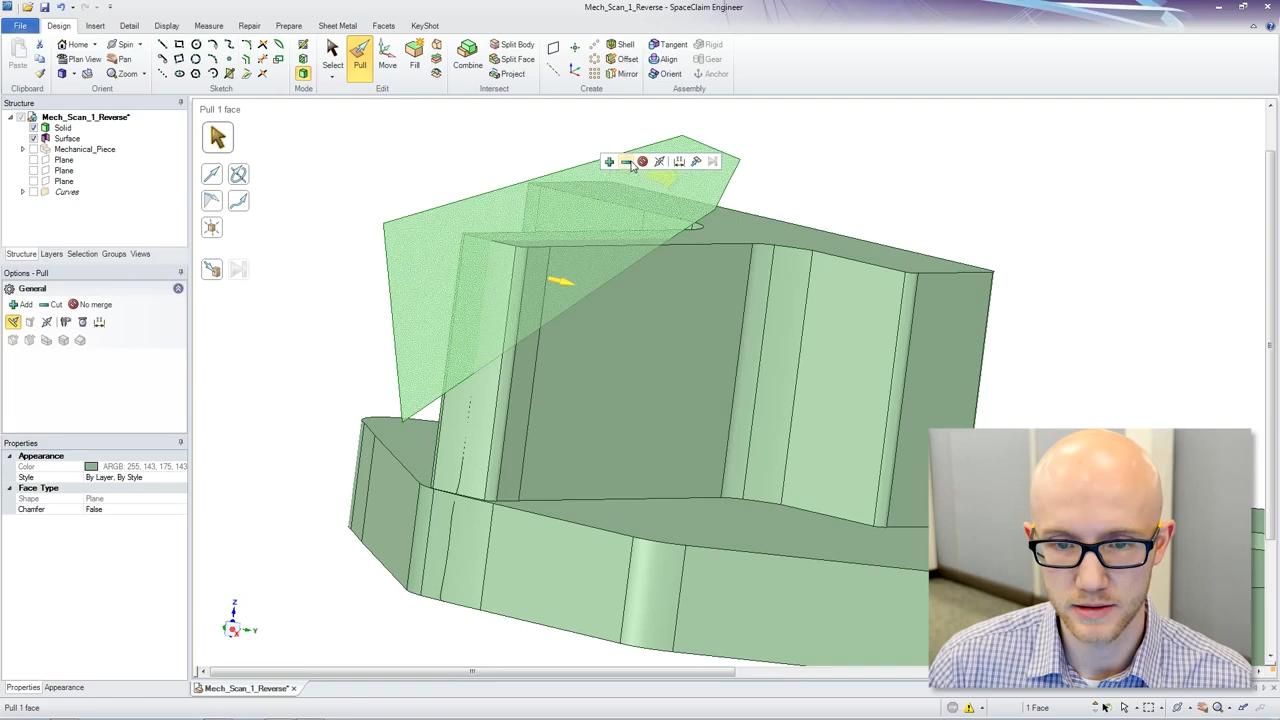 Mech_Scan_1_Reverse - SpaceClaim Engineer
File Design Insert Detail Display Measure Repair Prepare Sheet Metal Facets KeyShot
Paste
Home Spin
Plan View Pan
Zoom
Select Pull Move Fill
Combine
Split Body
Split Face
Project
Shell
Offset
Mirror
Tangent Rigid
Align Gear
Orient Anchor
Clipboard Orient Sketch Mode Edit Intersect Create Assembly
Structure
Mech_Scan_1_Reverse*
Solid
Surface
Mechanical_Piece
Plane
Plane
Plane
Curves
Structure Layers Selection Groups Views
Options - Pull
General
Add Cut No merge
Properties
Appearance
Color ARGB: 255, 143, 175, 143
Style By Layer, By Style
Face Type
Shape Plane
Chamfer False
Properties Appearance
Pull 1 face
Z
Y
X
Mech_Scan_1_Reverse*
Pull 1 face
1 Face